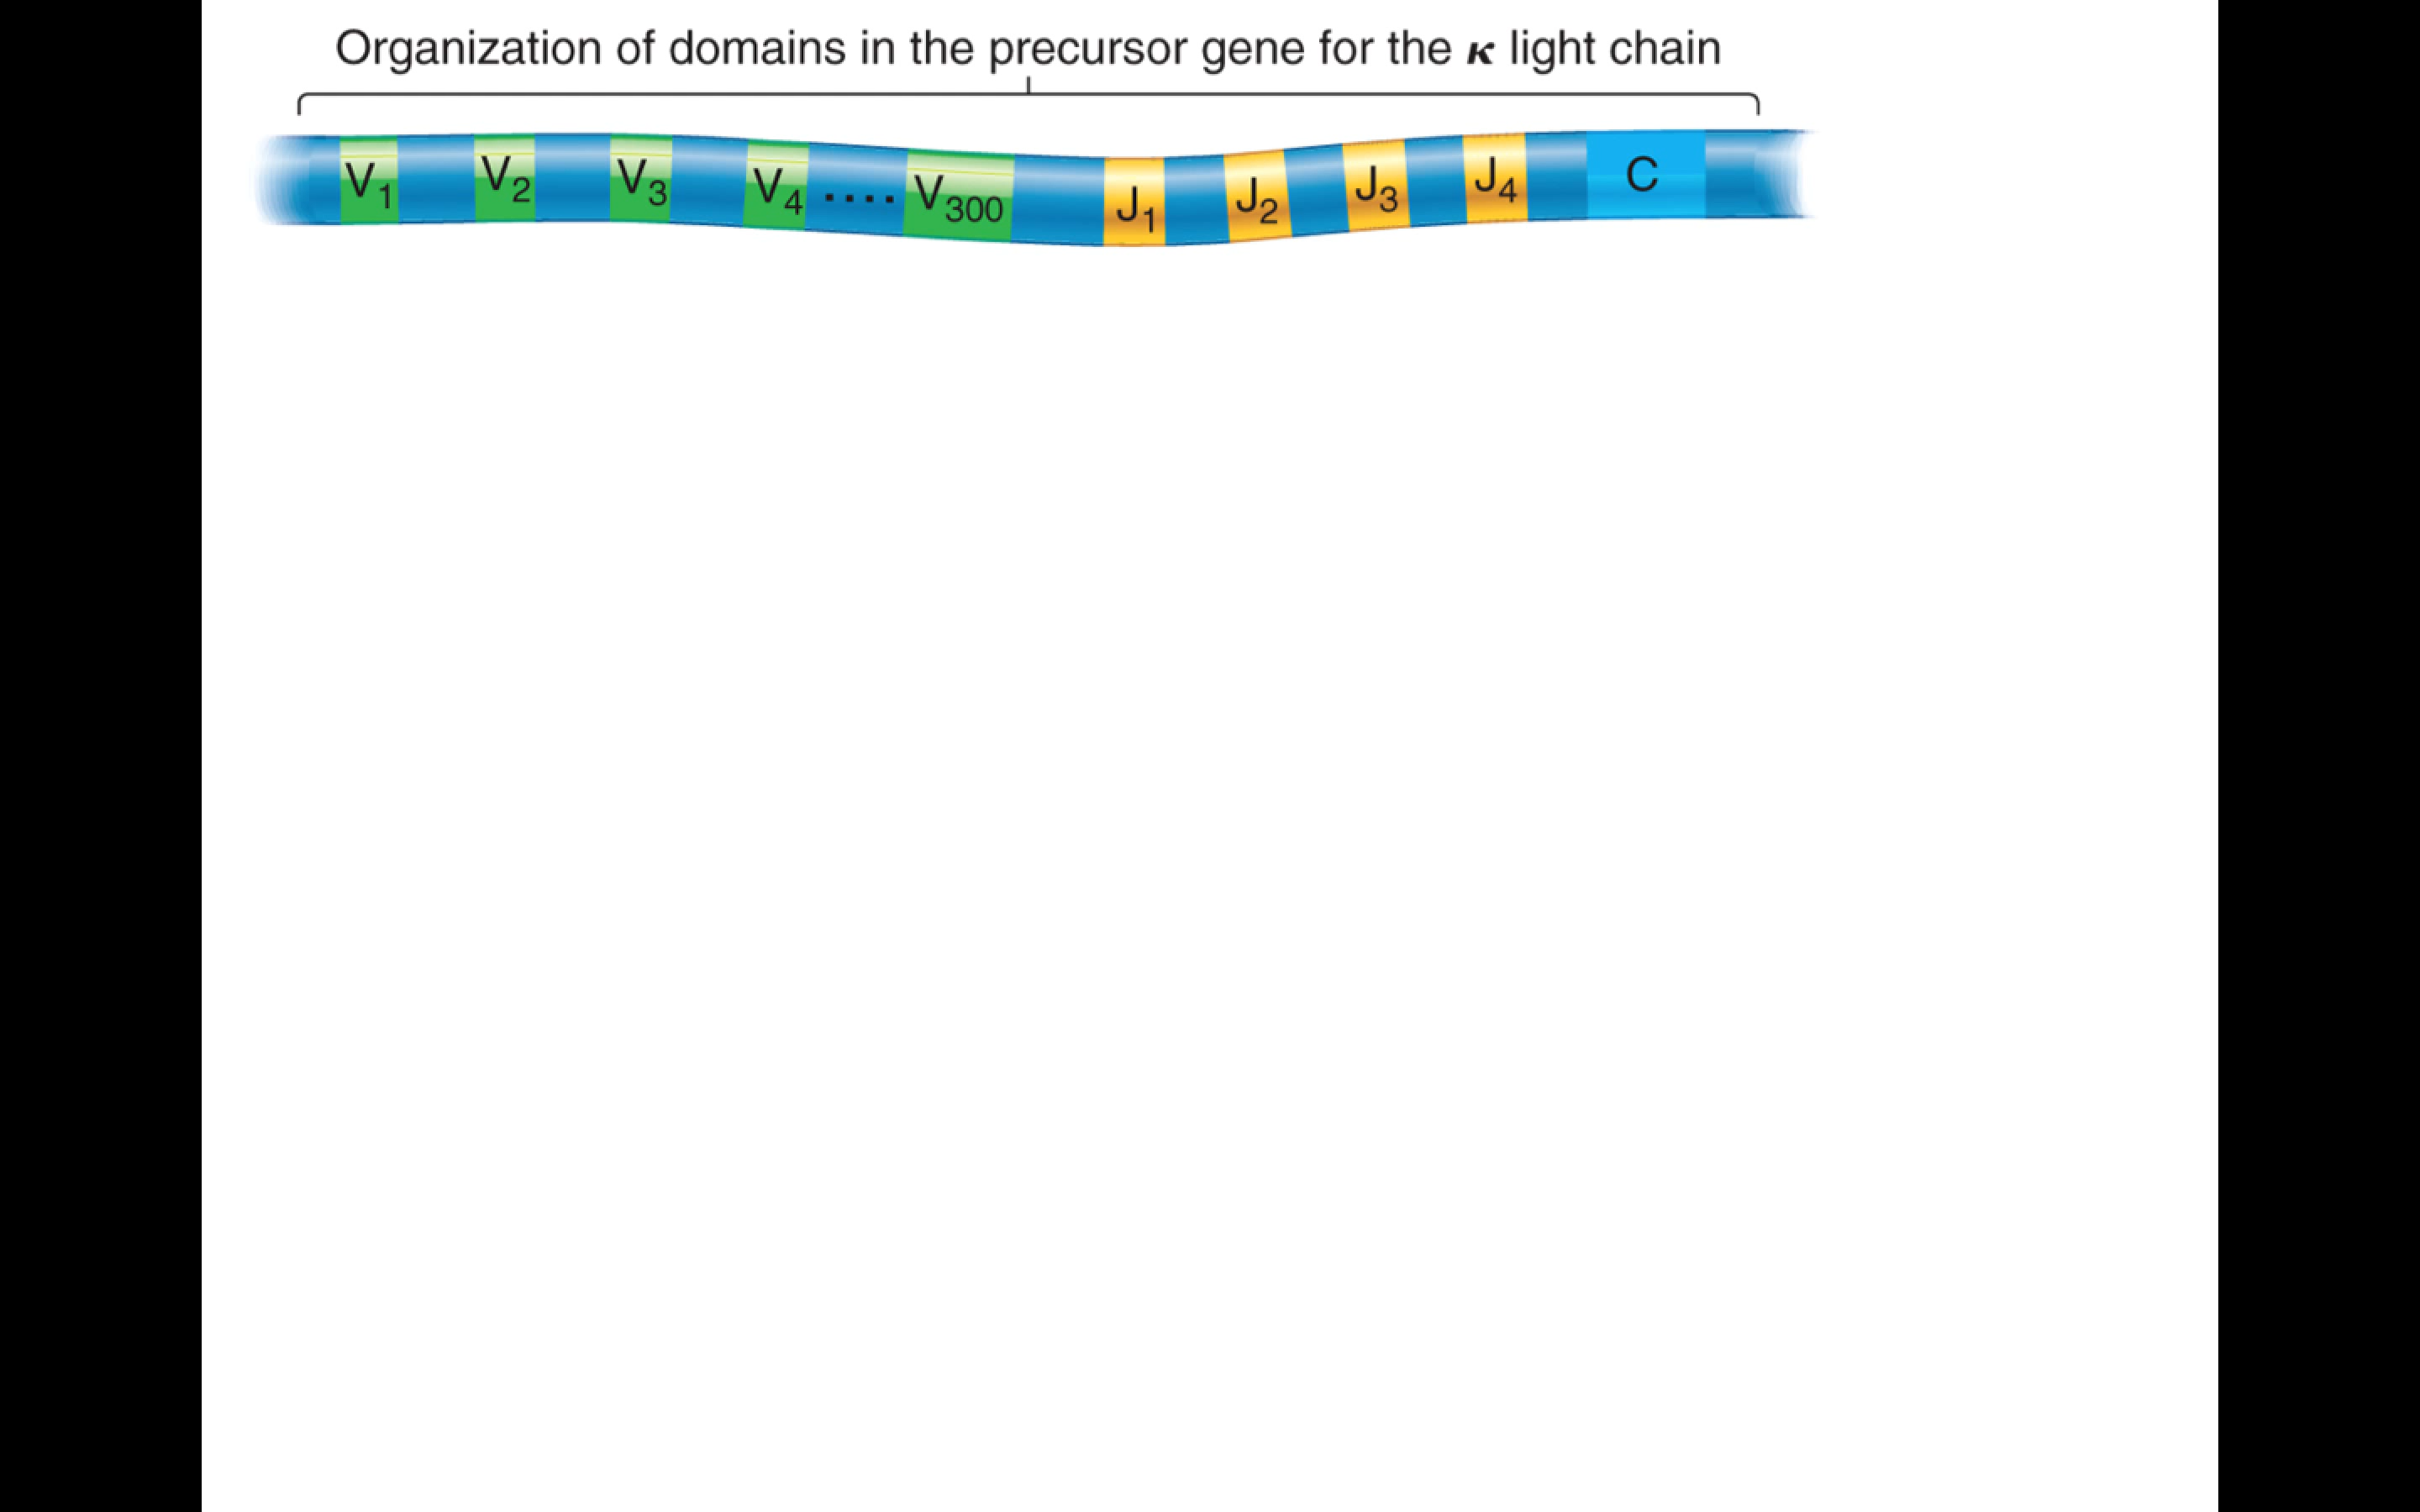 Organization of domains in the precursor gene for the κ light chain
V₁ V₂ V₃ V₄ .... V₃₀₀ J₁ J₂ J₃ J₄ C